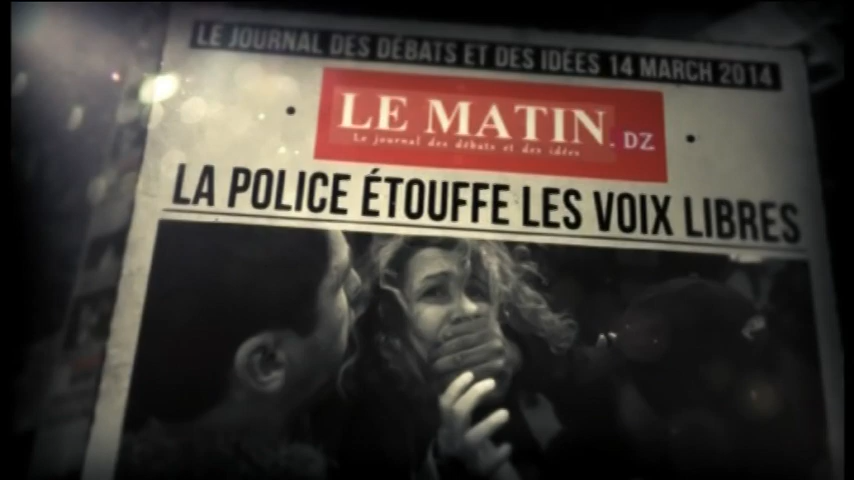 LE JOURNAL DES DÉBATS ET DES IDÉES 14 MARCH 2014
LE MATIN.DZ
Le journal des débats et des idées
LA POLICE ÉTOUFFE LES VOIX LIBRES